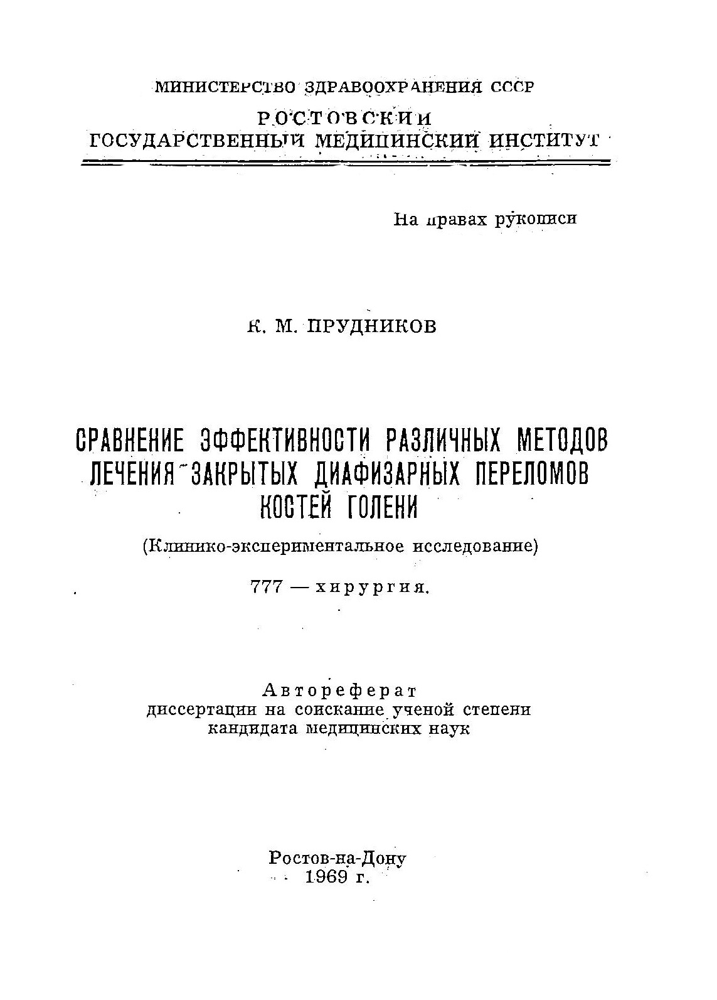 МИНИСТЕРСТВО ЗДРАВООХРАНЕНИЯ СССР
РОСТОВСКИЙ
ГОСУДАРСТВЕННЫЙ МЕДИЦИНСКИЙ ИНСТИТУТ
На правах рукописи
К. М. ПРУДНИКОВ
СРАВНЕНИЕ ЭФФЕКТИВНОСТИ РАЗЛИЧНЫХ МЕТОДОВ
ЛЕЧЕНИЯ ЗАКРЫТЫХ ДИАФИЗАРНЫХ ПЕРЕЛОМОВ
КОСТЕЙ ГОЛЕНИ
(Клинико-экспериментальное исследование)
777 — хирургия.
Автореферат
диссертации на соискание ученой степени
кандидата медицинских наук
Ростов-на-Дону
1969 г.